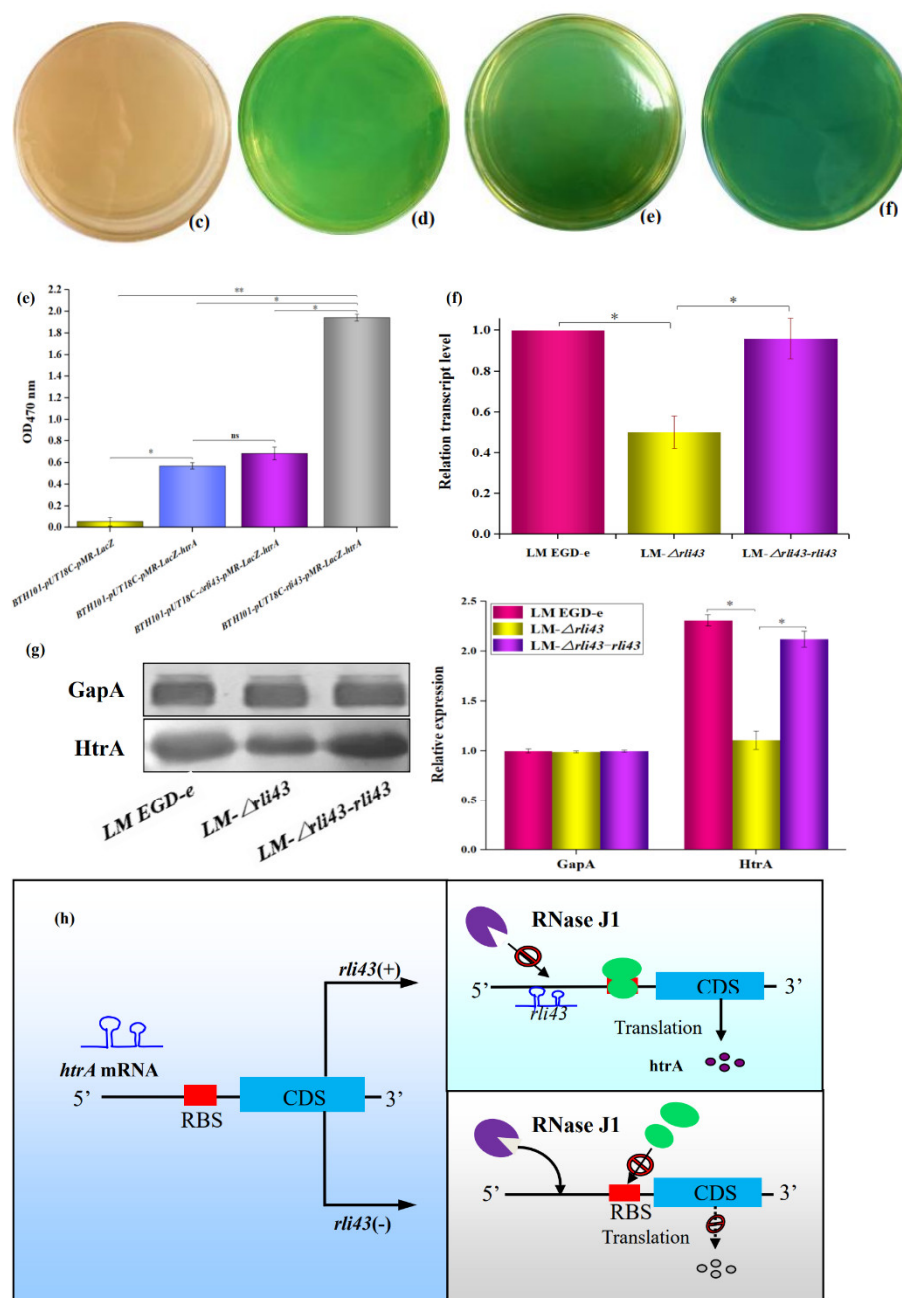 (c)
(d)
(e)
(f)
(e)
**
*
*
*
ns
OD470 nm
2.2
2.0
1.8
1.6
1.4
1.2
1.0
0.8
0.6
0.4
0.2
0.0
BTH101-pUT18C-pMR-LacZ
BTH101-pUT18C-pMR-LacZ-htrA
BTH101-pUT18C-△rli43-pMR-LacZ-htrA
BTH101-pUT18C-rli43-pMR-LacZ-htrA
(f)
*
*
Relation transcript level
1.0
0.8
0.6
0.4
0.2
0.0
LM EGD-e
LM-△rli43
LM-△rli43-rli43
(g)
GapA
HtrA
LM EGD-e
LM-△rli43
LM-△rli43-rli43
LM EGD-e
LM-△rli43
LM-△rli43-rli43
*
*
Relative expression
2.5
2.0
1.5
1.0
0.5
0.0
GapA
HtrA
(h)
rli43(+)
htrA mRNA
5’
CDS
3’
RBS
rli43(-)
RNase J1
5’
CDS
3’
rli43
Translation
htrA
RNase J1
5’
CDS
3’
RBS
Translation